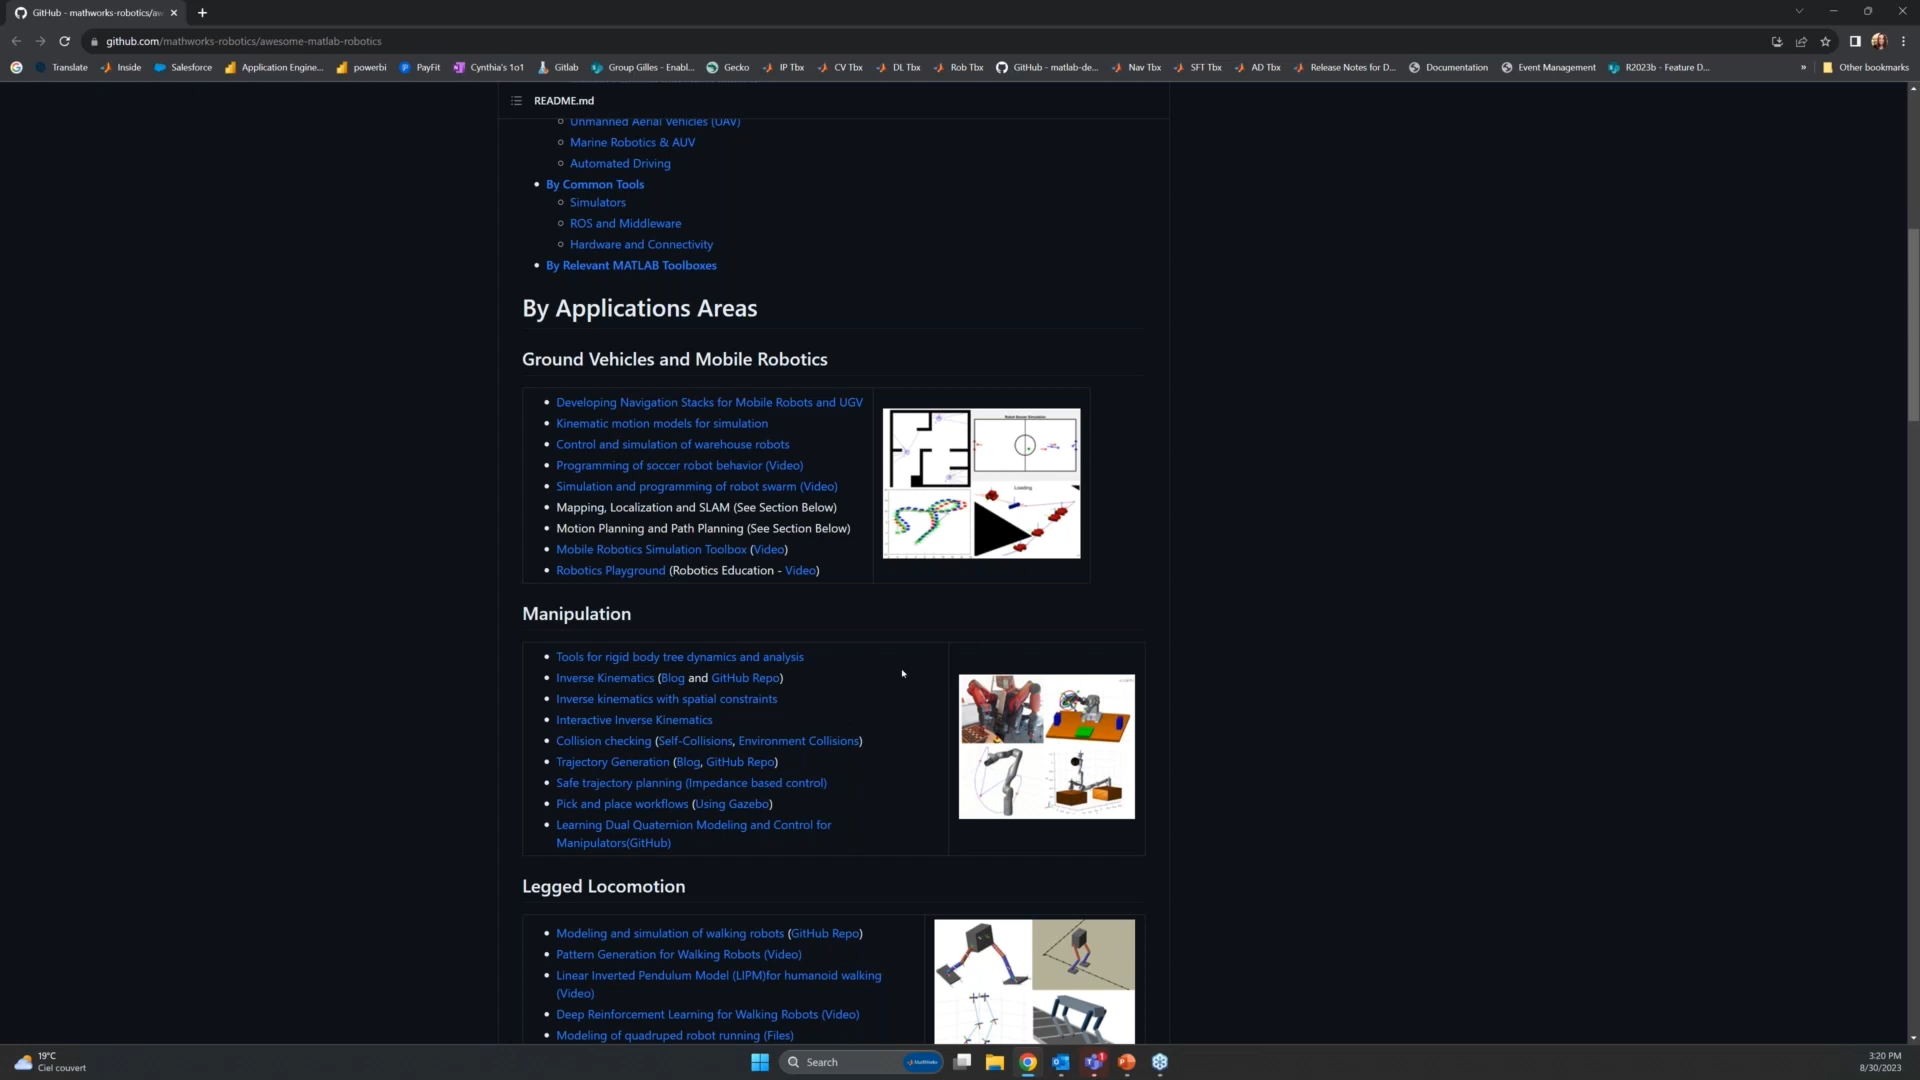 GitHub - mathworks-robotics/aw
github.com/mathworks-robotics/awesome-matlab-robotics
Translate
Inside
Salesforce
Application Engine...
powerbi
PayFit
Cynthia's 1o1
Gitlab
Group Gilles - Enabl...
Gecko
IP Tbx
CV Tbx
DL Tbx
Rob Tbx
GitHub - matlab-de...
Nav Tbx
SFT Tbx
AD Tbx
Release Notes for D...
Documentation
Event Management
R2023b - Feature D...
»
Other bookmarks
README.md
Unmanned Aerial Vehicles (UAV)
Marine Robotics & AUV
Automated Driving
By Common Tools
Simulators
ROS and Middleware
Hardware and Connectivity
By Relevant MATLAB Toolboxes
By Applications Areas
Ground Vehicles and Mobile Robotics
Developing Navigation Stacks for Mobile Robots and UGV
Kinematic motion models for simulation
Control and simulation of warehouse robots
Programming of soccer robot behavior (Video)
Simulation and programming of robot swarm (Video)
Mapping, Localization and SLAM (See Section Below)
Motion Planning and Path Planning (See Section Below)
Mobile Robotics Simulation Toolbox (Video)
Robotics Playground (Robotics Education - Video)
Robot Soccer Simulation
Loading
Manipulation
Tools for rigid body tree dynamics and analysis
Inverse Kinematics (Blog and GitHub Repo)
Inverse kinematics with spatial constraints
Interactive Inverse Kinematics
Collision checking (Self-Collisions, Environment Collisions)
Trajectory Generation (Blog, GitHub Repo)
Safe trajectory planning (Impedance based control)
Pick and place workflows (Using Gazebo)
Learning Dual Quaternion Modeling and Control for
Manipulators(GitHub)
Legged Locomotion
Modeling and simulation of walking robots (GitHub Repo)
Pattern Generation for Walking Robots (Video)
Linear Inverted Pendulum Model (LIPM)for humanoid walking
(Video)
Deep Reinforcement Learning for Walking Robots (Video)
Modeling of quadruped robot running (Files)
19°C
Ciel couvert
Search
MathWorks
1
3:20 PM
8/30/2023